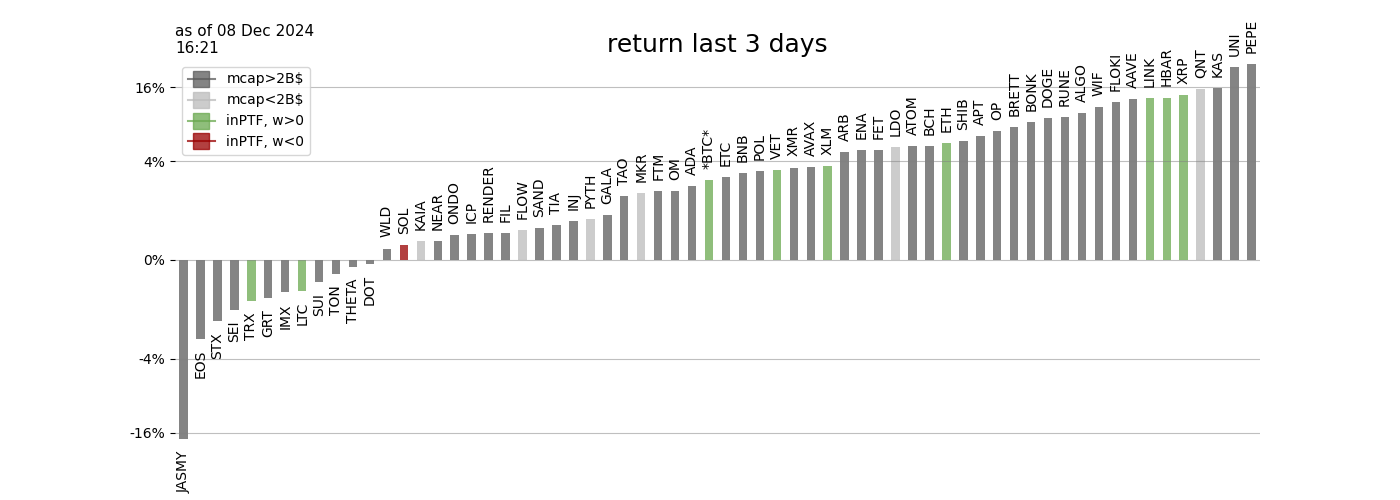 as of 08 Dec 2024
16:21
return last 3 days
mcap>2B$
mcap<2B$
inPTF, w>0
inPTF, w<0
16%
4%
0%
-4%
-16%
JASMY
EOS
STX
SEI
TRX
GRT
IMX
LTC
SUI
TON
THETA
DOT
WLD
SOL
KAIA
NEAR
ONDO
ICP
RENDER
FIL
FLOW
SAND
TIA
INJ
PYTH
GALA
TAO
MKR
FTM
OM
ADA
*BTC*
ETC
BNB
POL
VET
XMR
AVAX
XLM
ARB
ENA
FET
LDO
ATOM
BCH
ETH
SHIB
APT
OP
BRETT
BONK
DOGE
RUNE
ALGO
WIF
FLOKI
AAVE
LINK
HBAR
XRP
QNT
KAS
UNI
PEPE